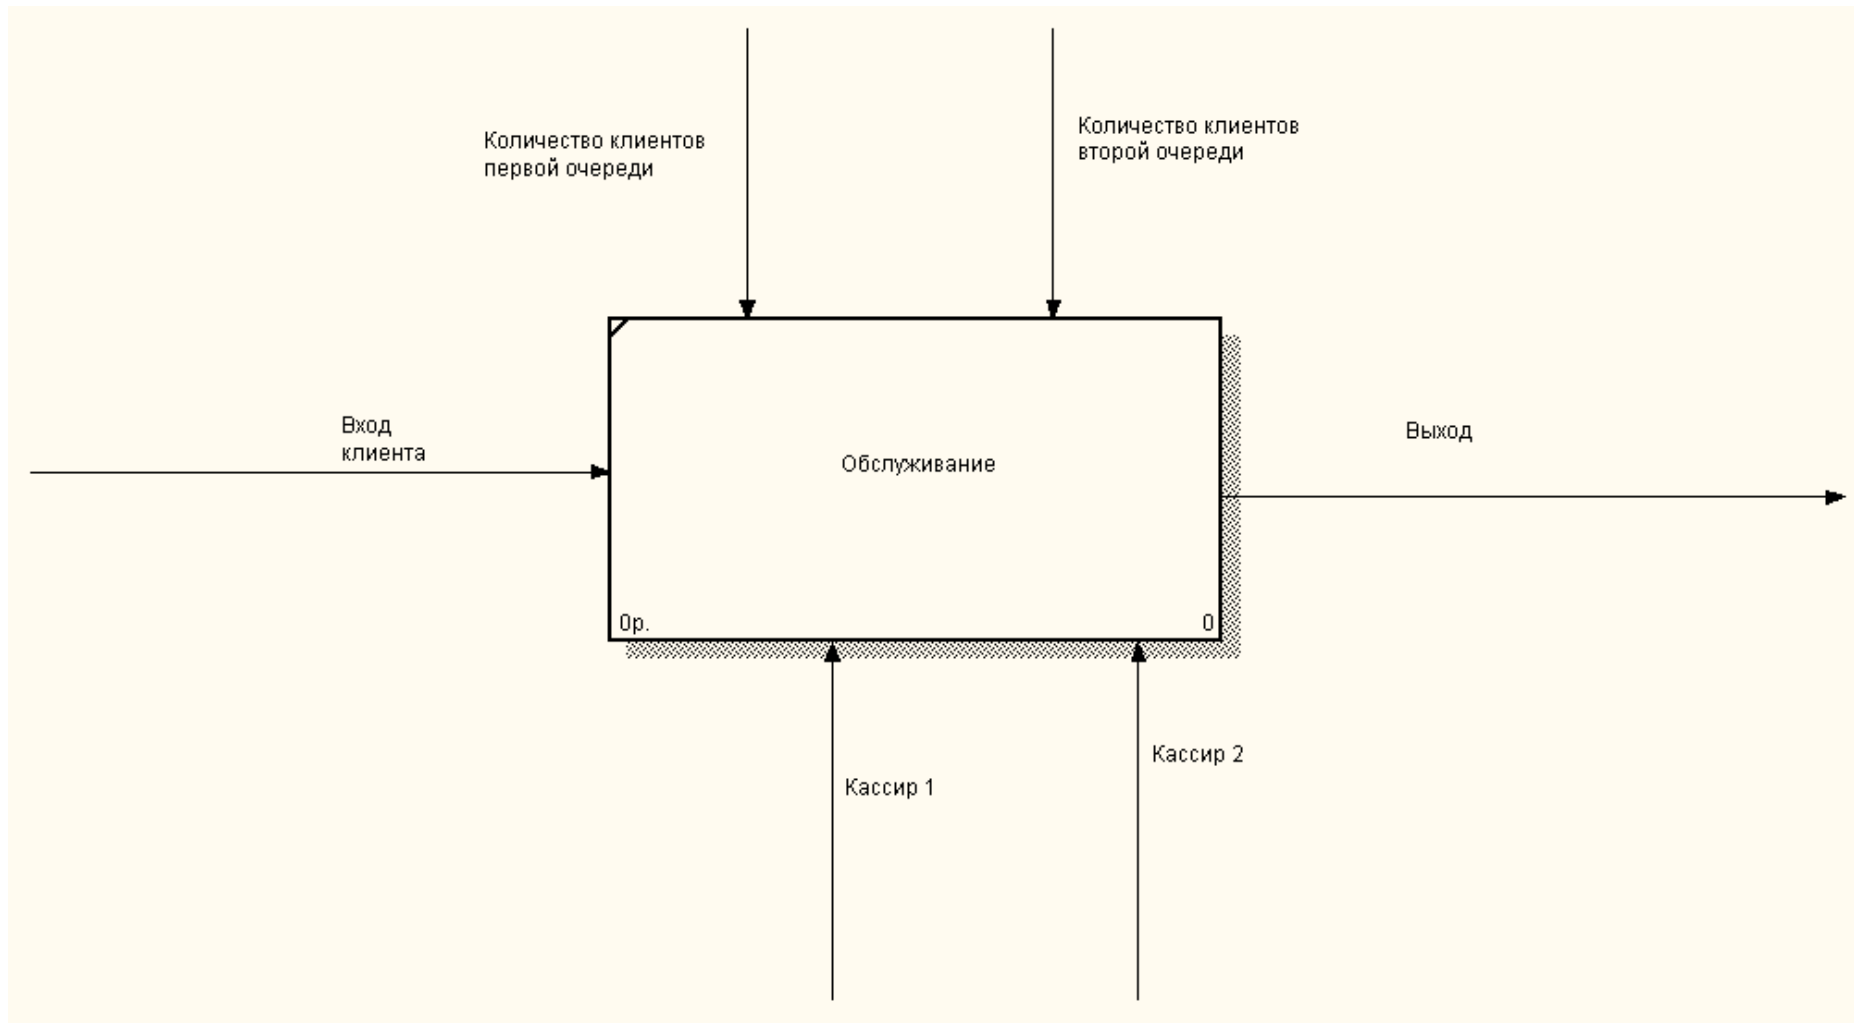 Количество клиентов
первой очереди
Количество клиентов
второй очереди
Вход
клиента
Обслуживание
Выход
0р.
0
Кассир 1
Кассир 2